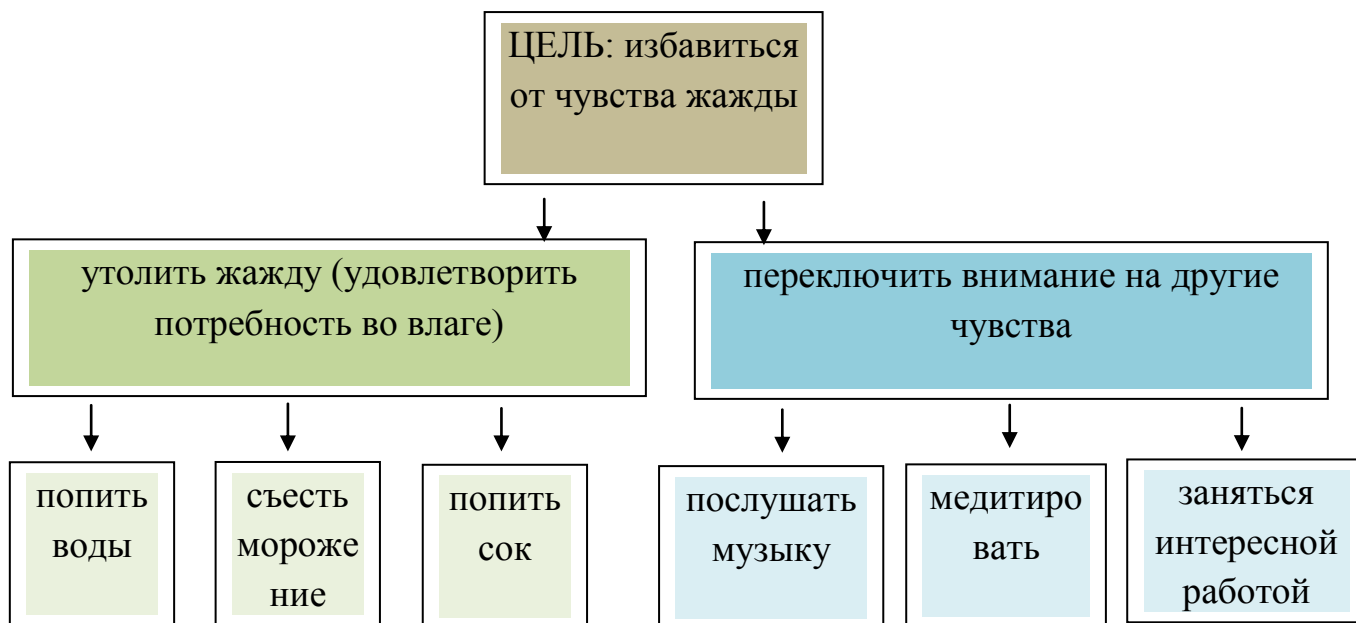 ЦЕЛЬ: избавиться
от чувства жажды
утолить жажду (удовлетворить
потребность во влаге)
переключить внимание на другие
чувства
попить
воды
съесть
мороже
ние
попить
сок
послушать
музыку
медитиро
вать
заняться
интересной
работой